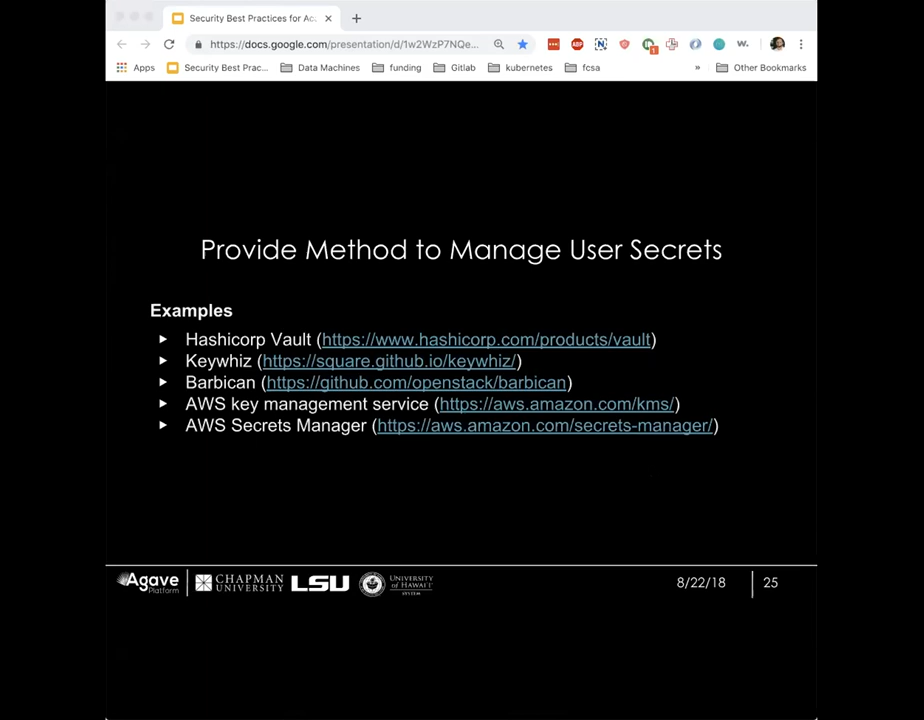 Security Best Practices for Ac
https://docs.google.com/presentation/d/1w2WzP7NQe...
Apps
Security Best Prac...
Data Machines
funding
Gitlab
kubernetes
fcsa
»
Other Bookmarks
Provide Method to Manage User Secrets
Examples
Hashicorp Vault (https://www.hashicorp.com/products/vault)
Keywhiz (https://square.github.io/keywhiz/)
Barbican (https://github.com/openstack/barbican)
AWS key management service (https://aws.amazon.com/kms/)
AWS Secrets Manager (https://aws.amazon.com/secrets-manager/)
Agave
Platform
CHAPMAN
UNIVERSITY
LSU
UNIVERSITY
of HAWAI'I
SYSTEM
8/22/18
25